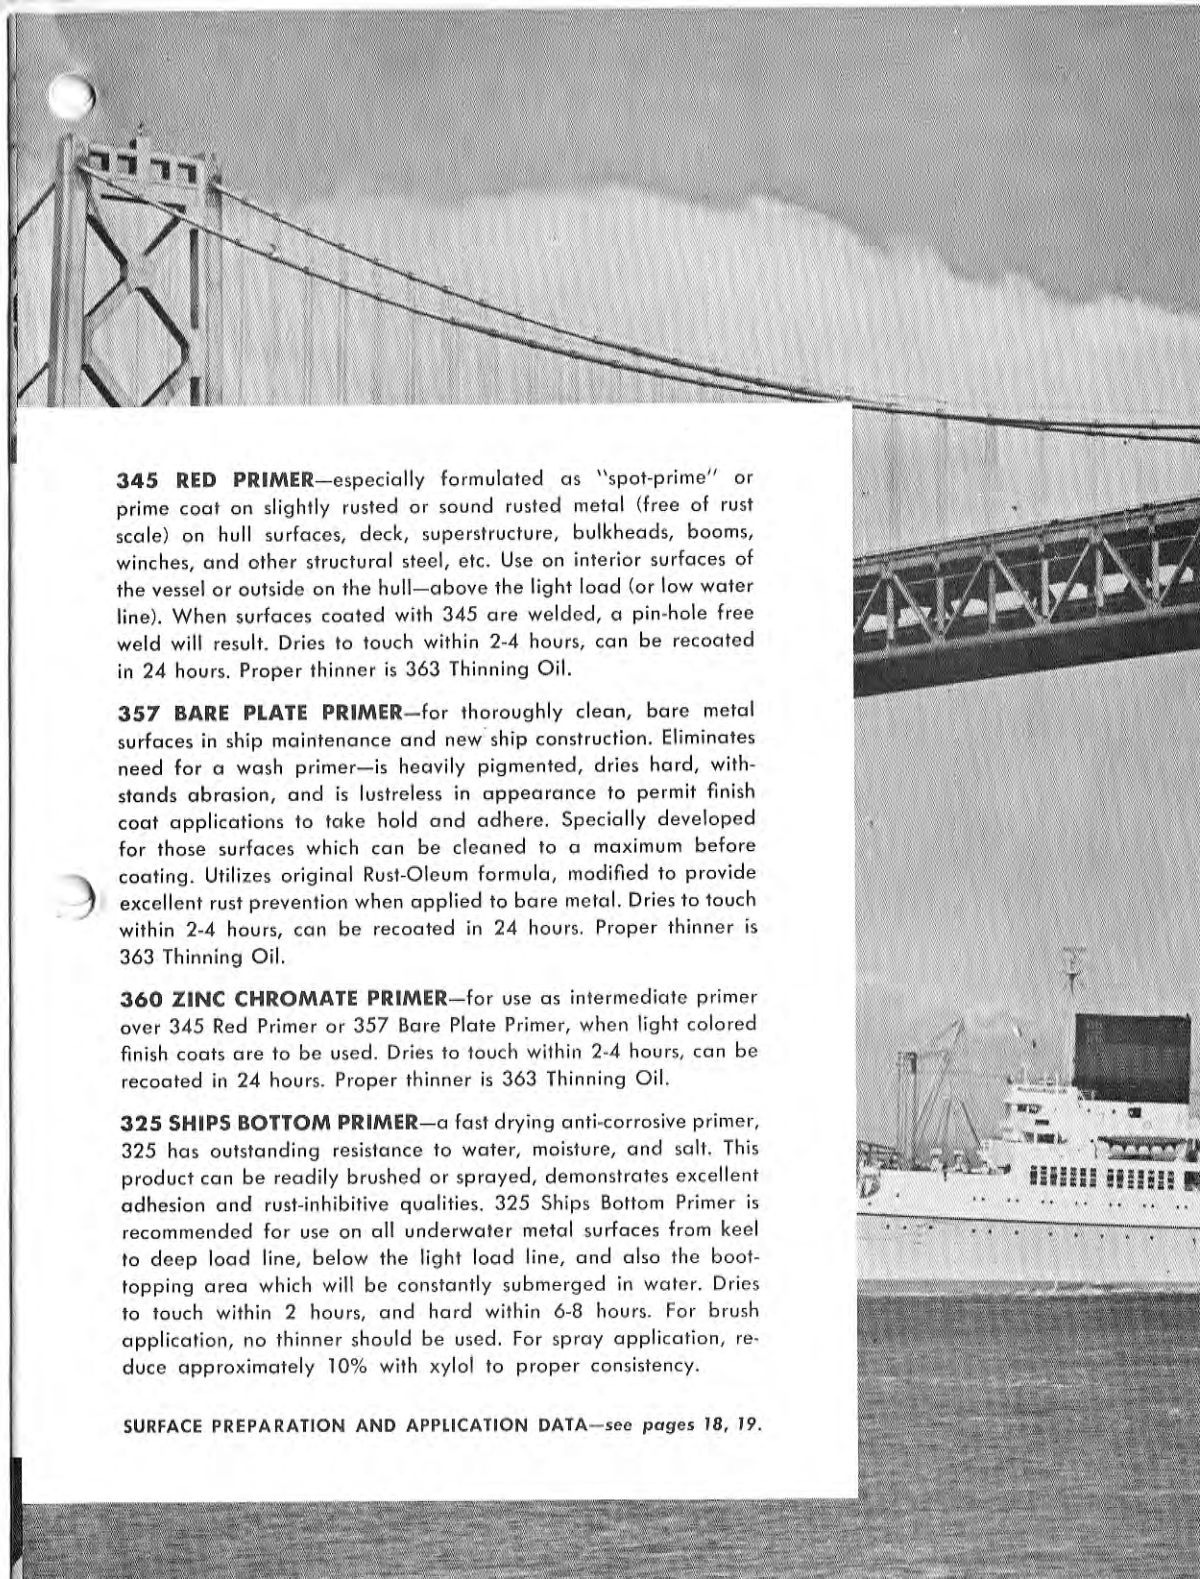 345 RED PRIMER—especially formulated as "spot-prime" or
prime coat on slightly rusted or sound rusted metal (free of rust
scale) on hull surfaces, deck, superstructure, bulkheads, booms,
winches, and other structural steel, etc. Use on interior surfaces of
the vessel or outside on the hull—above the light load (or low water
line). When surfaces coated with 345 are welded, a pin-hole free
weld will result. Dries to touch within 2-4 hours, can be recoated
in 24 hours. Proper thinner is 363 Thinning Oil.
357 BARE PLATE PRIMER—for thoroughly clean, bare metal
surfaces in ship maintenance and new ship construction. Eliminates
need for a wash primer—is heavily pigmented, dries hard, with-
stands abrasion, and is lustreless in appearance to permit finish
coat applications to take hold and adhere. Specially developed
for those surfaces which can be cleaned to a maximum before
coating. Utilizes original Rust-Oleum formula, modified to provide
excellent rust prevention when applied to bare metal. Dries to touch
within 2-4 hours, can be recoated in 24 hours. Proper thinner is
363 Thinning Oil.
360 ZINC CHROMATE PRIMER—for use as intermediate primer
over 345 Red Primer or 357 Bare Plate Primer, when light colored
finish coats are to be used. Dries to touch within 2-4 hours, can be
recoated in 24 hours. Proper thinner is 363 Thinning Oil.
325 SHIPS BOTTOM PRIMER—a fast drying anti-corrosive primer,
325 has outstanding resistance to water, moisture, and salt. This
product can be readily brushed or sprayed, demonstrates excellent
adhesion and rust-inhibitive qualities. 325 Ships Bottom Primer is
recommended for use on all underwater metal surfaces from keel
to deep load line, below the light load line, and also the boot-
topping area which will be constantly submerged in water. Dries
to touch within 2 hours, and hard within 6-8 hours. For brush
application, no thinner should be used. For spray application, re-
duce approximately 10% with xylol to proper consistency.
SURFACE PREPARATION AND APPLICATION DATA—see pages 18, 19.